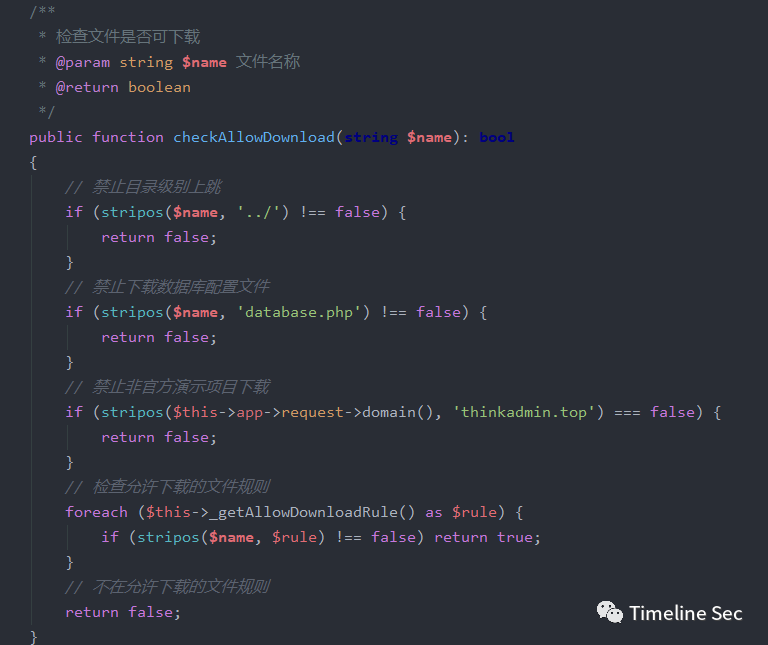 /**
 * 检查文件是否可下载
 * @param string $name 文件名称
 * @return boolean
 */
public function checkAllowDownload(string $name): bool
{
    // 禁止目录级别上跳
    if (stripos($name, '../') !== false) {
        return false;
    }
    // 禁止下载数据库配置文件
    if (stripos($name, 'database.php') !== false) {
        return false;
    }
    // 禁止非官方演示项目下载
    if (stripos($this->app->request->domain(), 'thinkadmin.top') === false) {
        return false;
    }
    // 检查允许下载的文件规则
    foreach ($this->_getAllowDownloadRule() as $rule) {
        if (stripos($name, $rule) !== false) return true;
    }
    // 不在允许下载的文件规则
    return false;
}
Timeline Sec